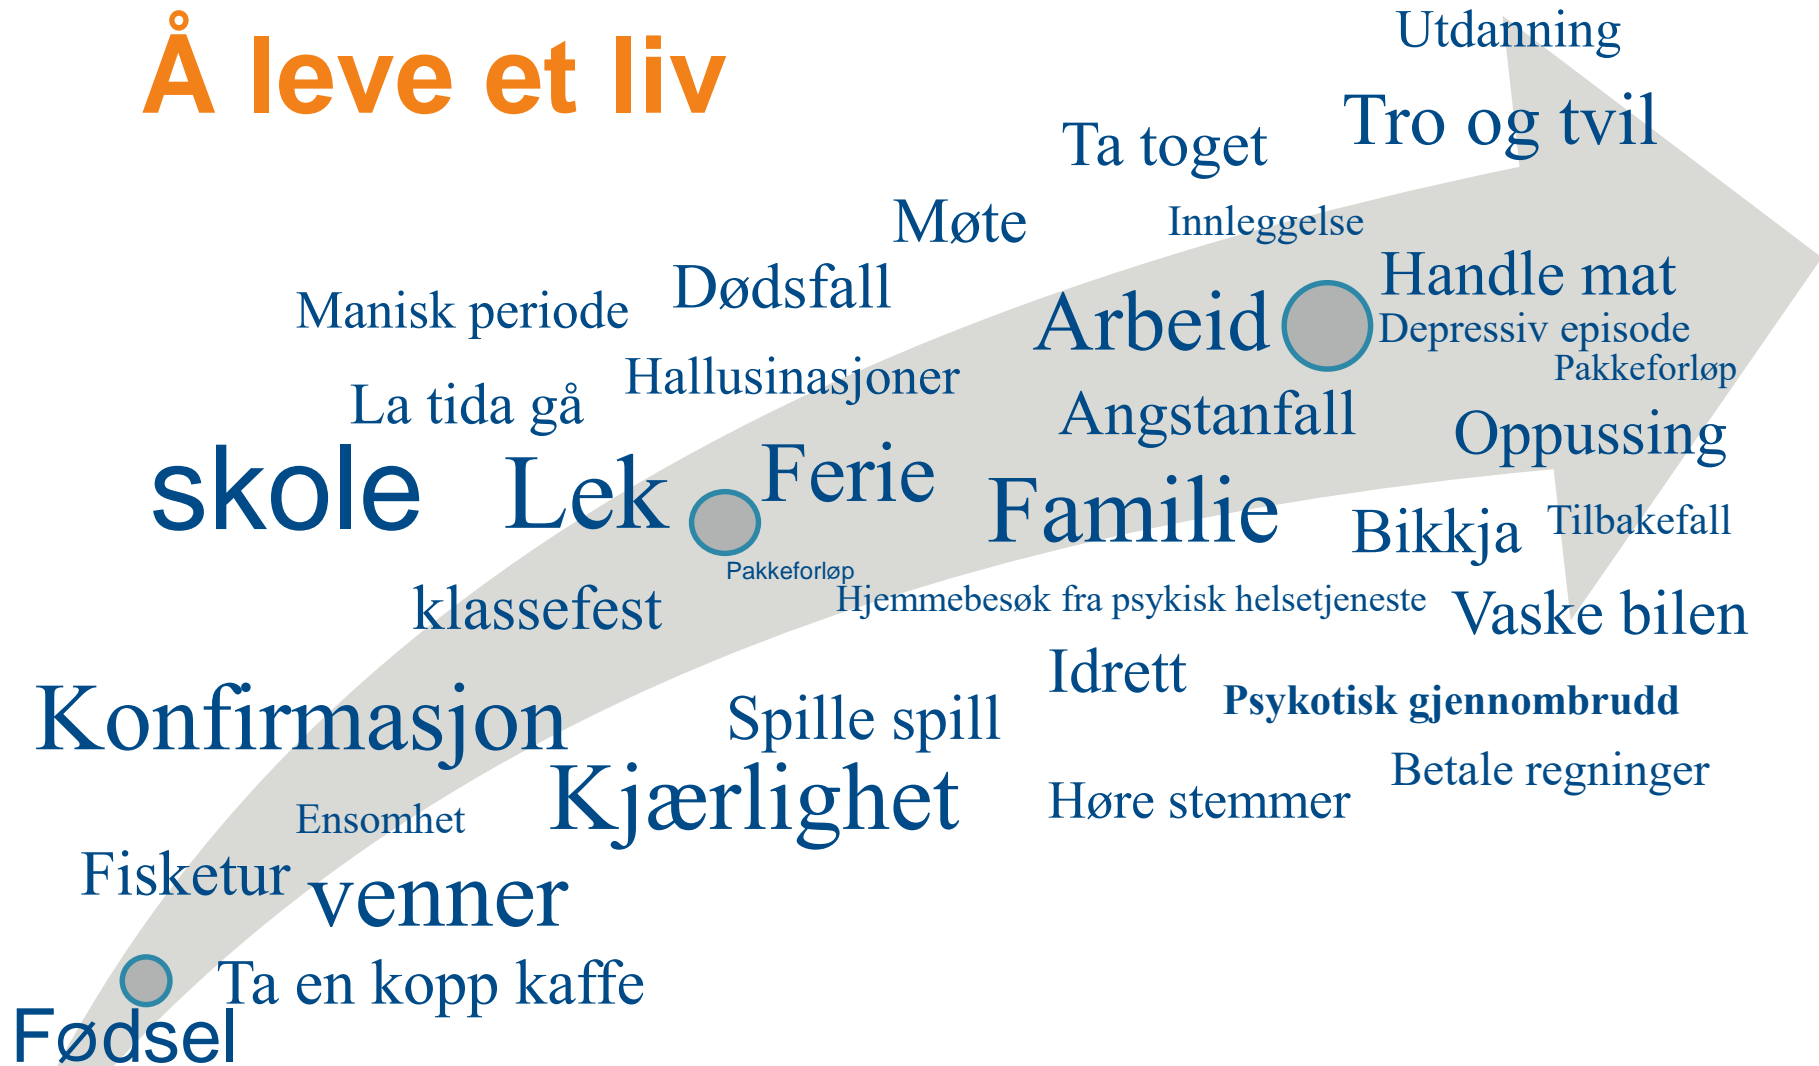 Å leve et liv
Utdanning
Tro og tvil
Ta toget
Møte
Innleggelse
Dødsfall
Handle mat
Manisk periode
Arbeid
Depressiv episode
Pakkeforløp
Hallusinasjoner
La tida gå
Angstanfall
Oppussing
skole
Lek
Ferie
Familie
Bikkja
Tilbakefall
Pakkeforløp
klassefest
Hjemmebesøk fra psykisk helsetjeneste
Vaske bilen
Idrett
Konfirmasjon
Spille spill
Psykotisk gjennombrudd
Betale regninger
Kjærlighet
Høre stemmer
Ensomhet
Fisketur
venner
Ta en kopp kaffe
Fødsel